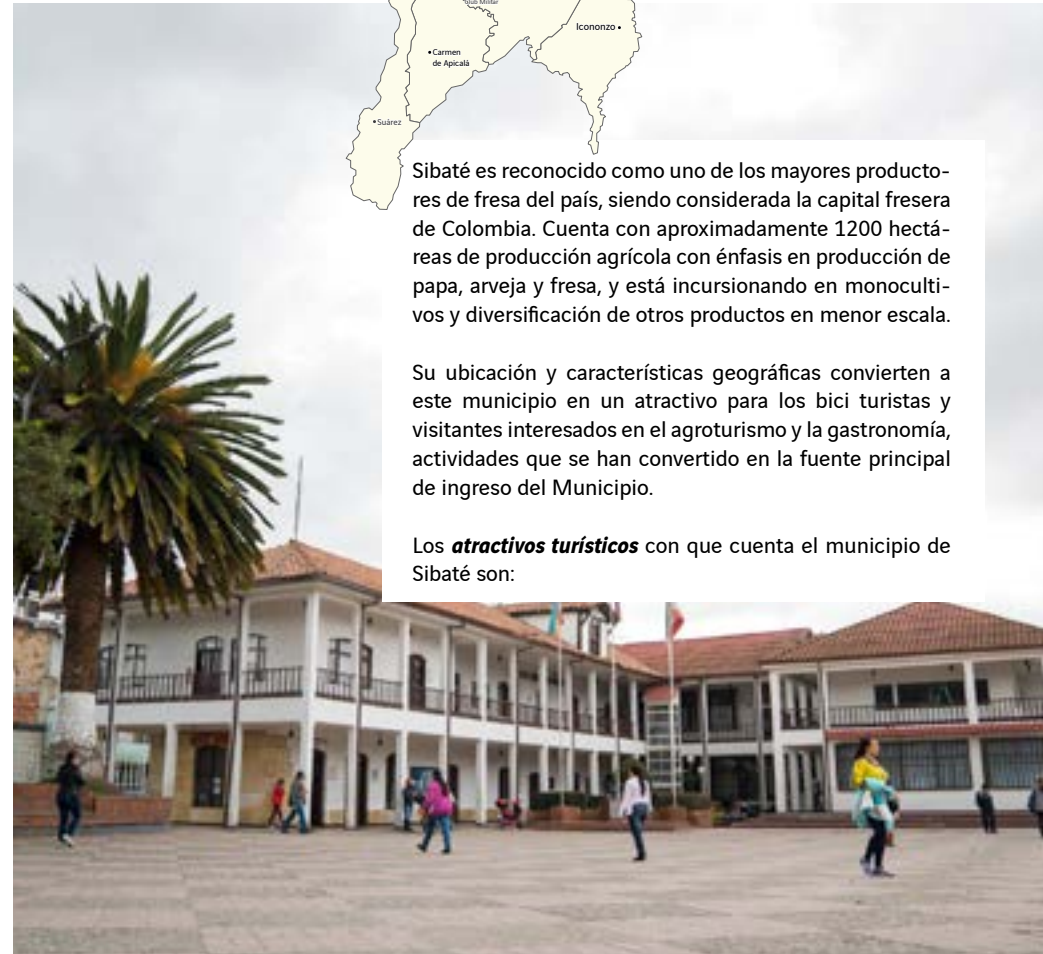 Club Militar
Icononzo
Carmen
de Apicalá
Suárez
Sibaté es reconocido como uno de los mayores producto-
res de fresa del país, siendo considerada la capital fresera
de Colombia. Cuenta con aproximadamente 1200 hectá-
reas de producción agrícola con énfasis en producción de
papa, arveja y fresa, y está incursionando en monoculti-
vos y diversificación de otros productos en menor escala.
Su ubicación y características geográficas convierten a
este municipio en un atractivo para los bici turistas y
visitantes interesados en el agroturismo y la gastronomía,
actividades que se han convertido en la fuente principal
de ingreso del Municipio.
Los atractivos turísticos con que cuenta el municipio de
Sibaté son: